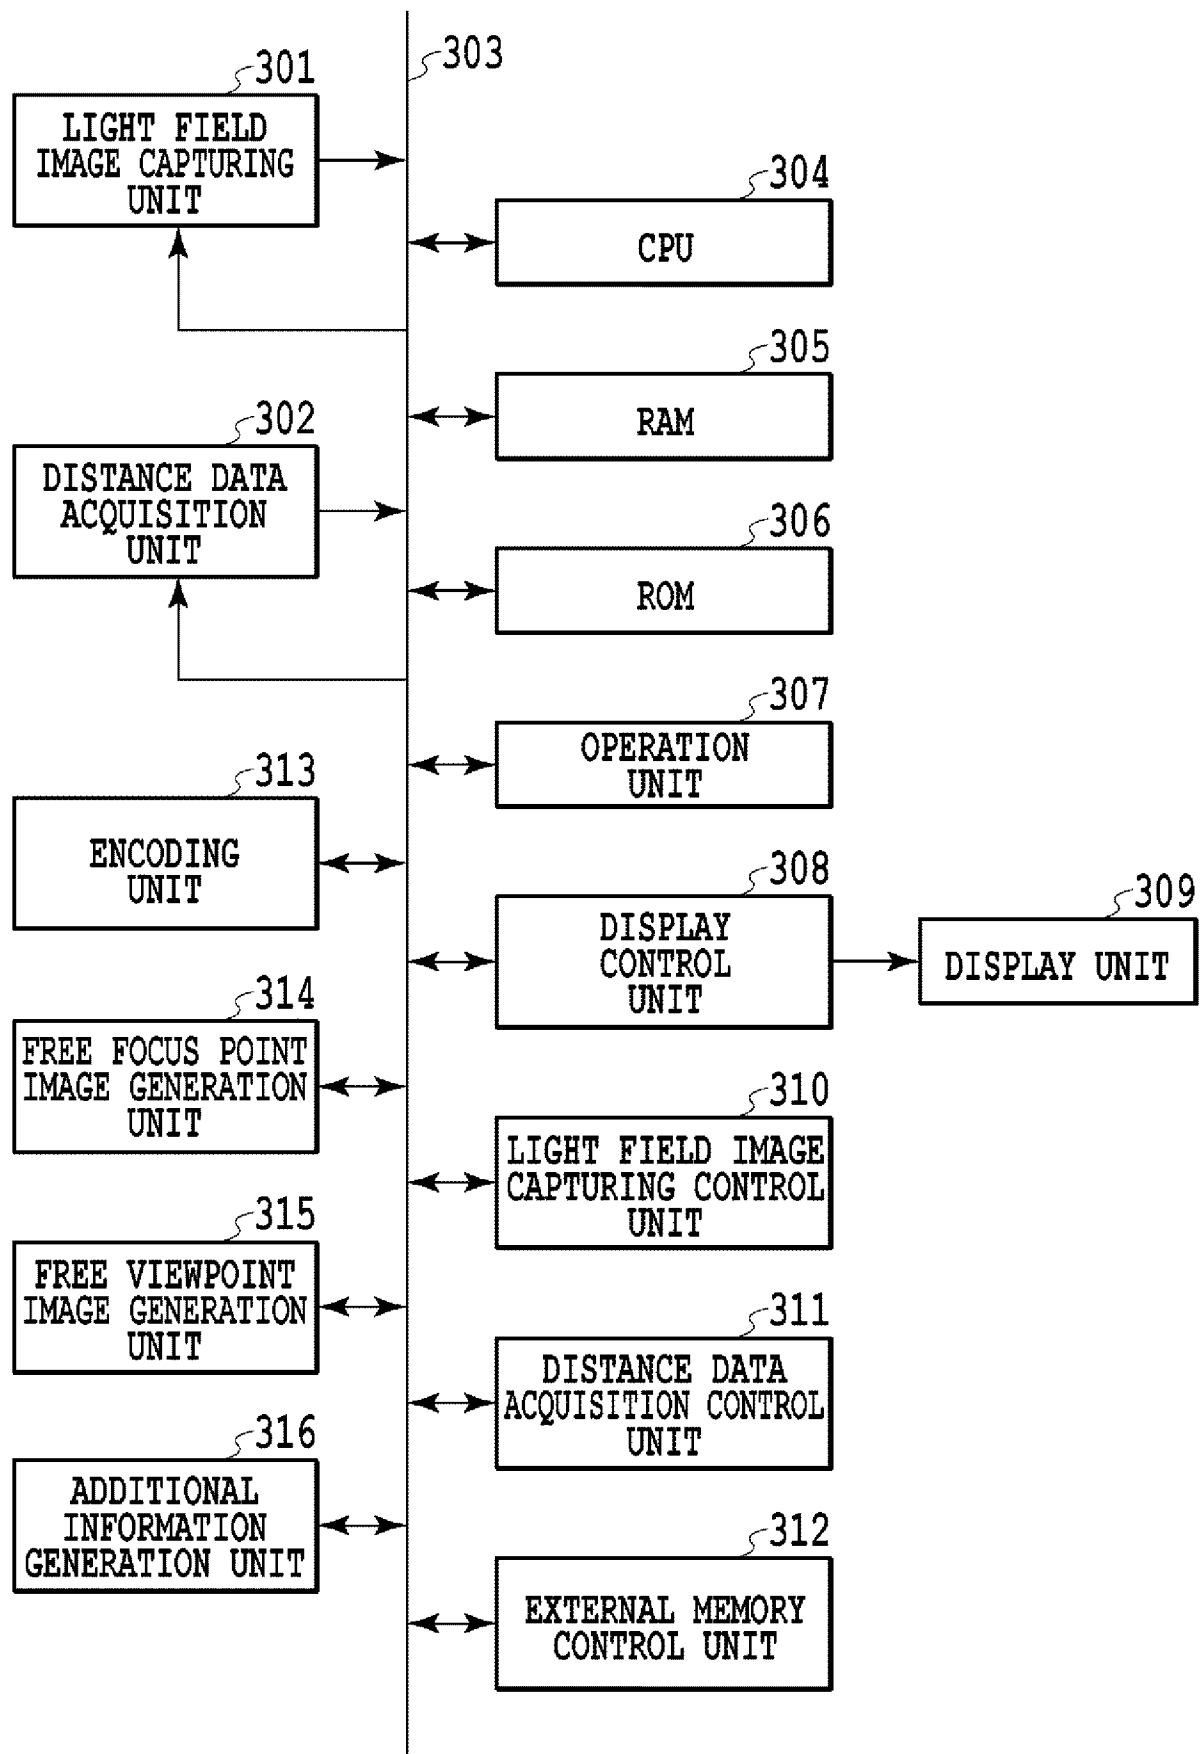 301
LIGHT FIELD
IMAGE CAPTURING
UNIT
303
304
CPU
305
RAM
302
DISTANCE DATA
ACQUISITION
UNIT
306
ROM
307
OPERATION
UNIT
313
ENCODING
UNIT
308
DISPLAY
CONTROL
UNIT
309
DISPLAY UNIT
314
FREE FOCUS POINT
IMAGE GENERATION
UNIT
310
LIGHT FIELD IMAGE
CAPTURING CONTROL
UNIT
315
FREE VIEWPOINT
IMAGE GENERATION
UNIT
311
DISTANCE DATA
ACQUISITION CONTROL
UNIT
316
ADDITIONAL
INFORMATION
GENERATION UNIT
312
EXTERNAL MEMORY
CONTROL UNIT